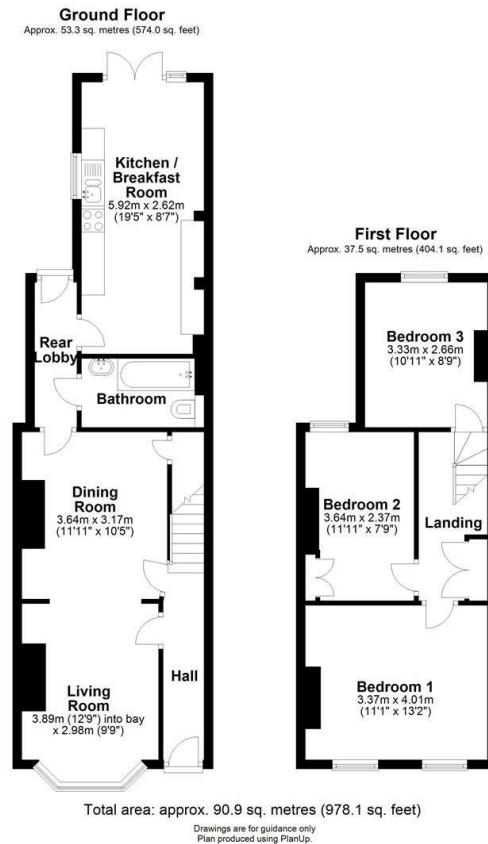 Ground Floor
Approx. 53.3 sq. metres (574.0 sq. feet)
Kitchen /
Breakfast
Room
5.92m x 2.62m
(19'5" x 8'7")
Rear
Lobby
Bathroom
Dining
Room
3.64m x 3.17m
(11'11" x 10'5")
Hall
Living
Room
3.89m (12'9") into bay
x 2.98m (9'9")
First Floor
Approx. 37.5 sq. metres (404.1 sq. feet)
Bedroom 3
3.33m x 2.66m
(10'11" x 8'9")
Bedroom 2
3.64m x 2.37m
(11'11" x 7'9")
Landing
Bedroom 1
3.37m x 4.01m
(11'1" x 13'2")
Total area: approx. 90.9 sq. metres (978.1 sq. feet)
Drawings are for guidance only
Plan produced using PlanUp.